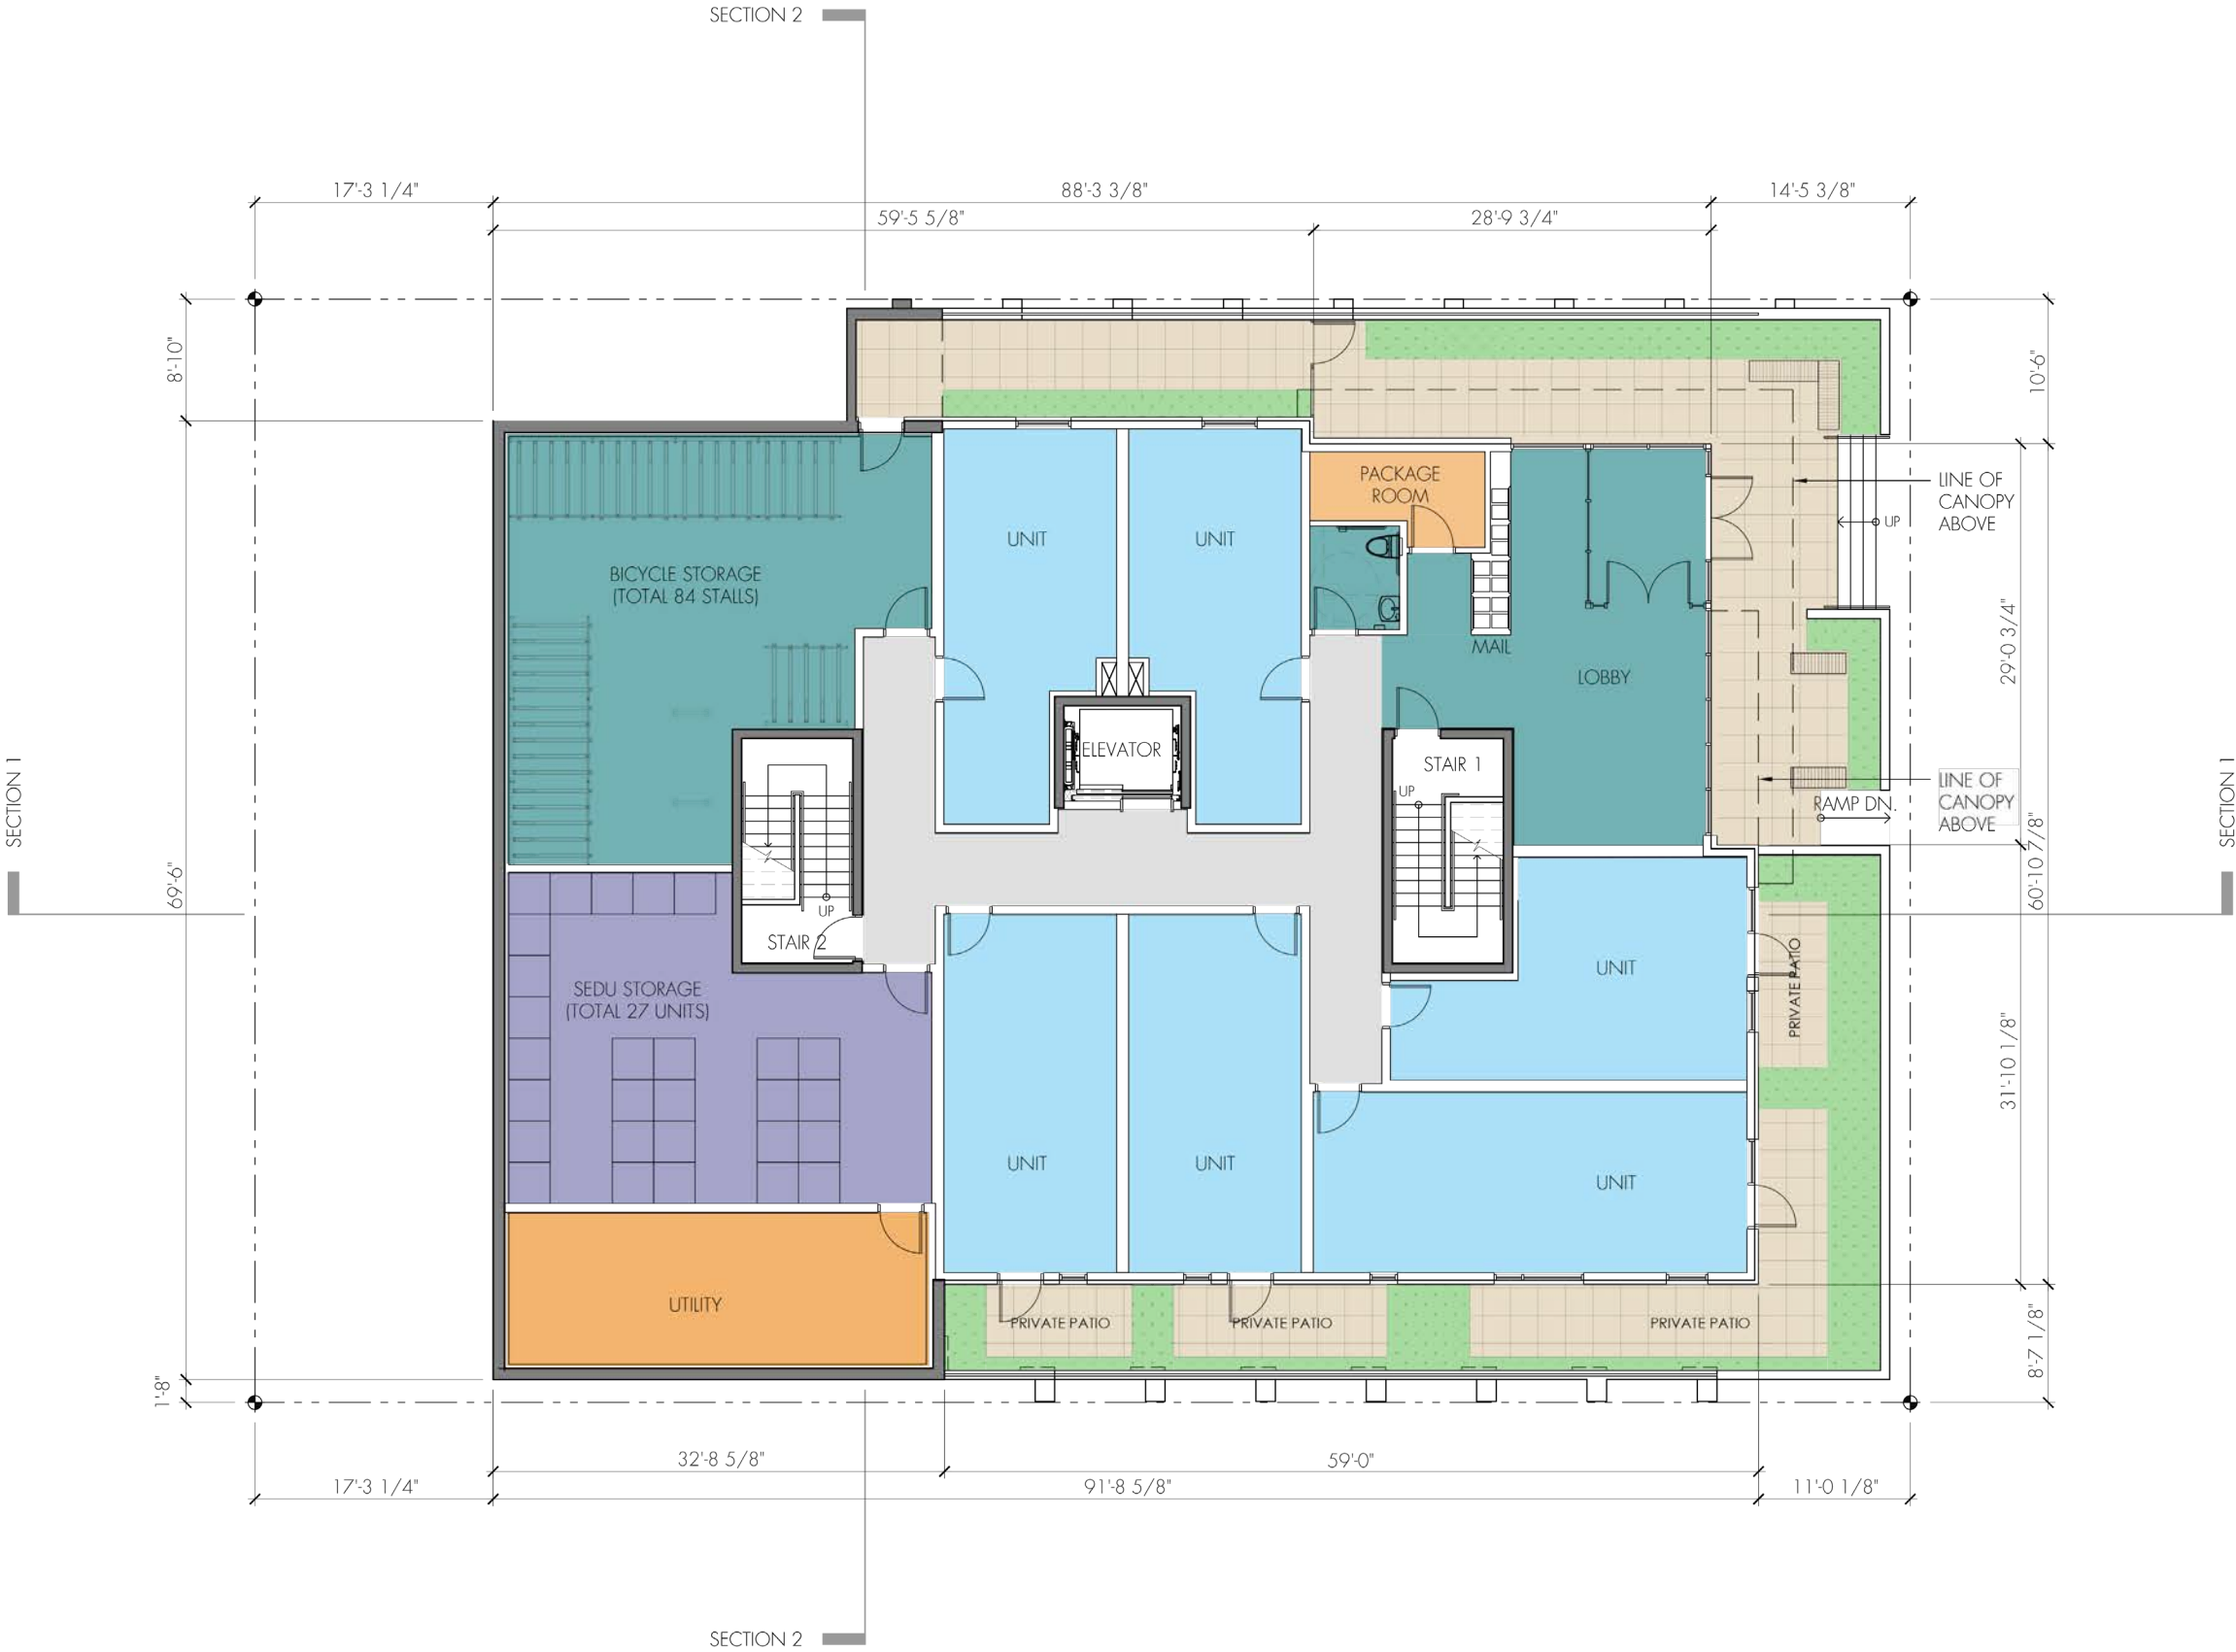 SECTION 2
17'-3 1/4"
88'-3 3/8"
14'-5 3/8"
59'-5 5/8"
28'-9 3/4"
8'-10"
10'-6"
PACKAGE
ROOM
LINE OF
CANOPY
ABOVE
UP
UNIT
UNIT
BICYCLE STORAGE
(TOTAL 84 STALLS)
MAIL
LOBBY
29'-0 3/4"
ELEVATOR
STAIR 1
UP
LINE OF
CANOPY
ABOVE
RAMP DN.
SECTION 1
SECTION 1
69'-6"
60'-10 7/8"
UP
STAIR 2
SEDU STORAGE
(TOTAL 27 UNITS)
UNIT
PRIVATE PATIO
31'-10 1/8"
UNIT
UNIT
UNIT
UTILITY
PRIVATE PATIO
PRIVATE PATIO
PRIVATE PATIO
8'-7 1/8"
1'-8"
32'-8 5/8"
59'-0"
17'-3 1/4"
91'-8 5/8"
11'-0 1/8"
SECTION 2